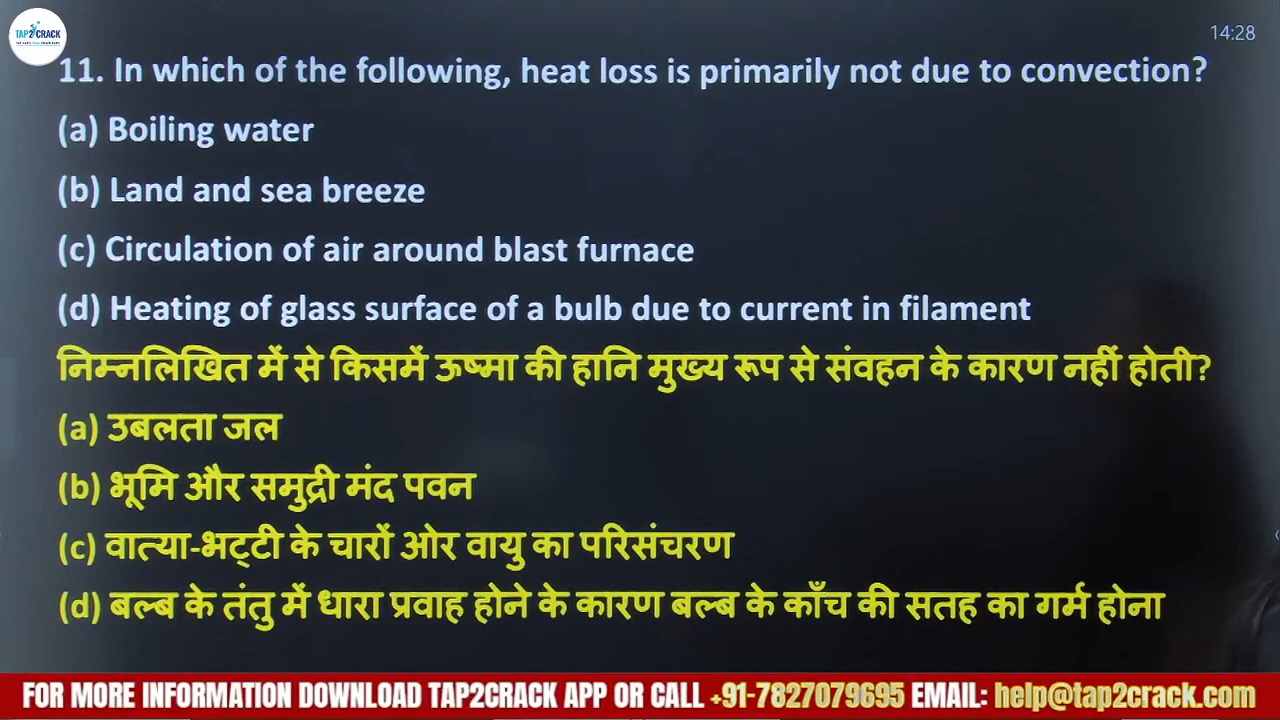 TAP2CRACK
14:28
11. In which of the following, heat loss is primarily not due to convection?
(a) Boiling water
(b) Land and sea breeze
(c) Circulation of air around blast furnace
(d) Heating of glass surface of a bulb due to current in filament
निम्नलिखित में से किसमें ऊष्मा की हानि मुख्य रूप से संवहन के कारण नहीं होती?
(a) उबलता जल
(b) भूमि और समुद्री मंद पवन
(c) वात्या-भट्टी के चारों ओर वायु का परिसंचरण
(d) बल्ब के तंतु में धारा प्रवाह होने के कारण बल्ब के काँच की सतह का गर्म होना
FOR MORE INFORMATION DOWNLOAD TAP2CRACK APP OR CALL +91-7827079695 EMAIL: help@tap2crack.com